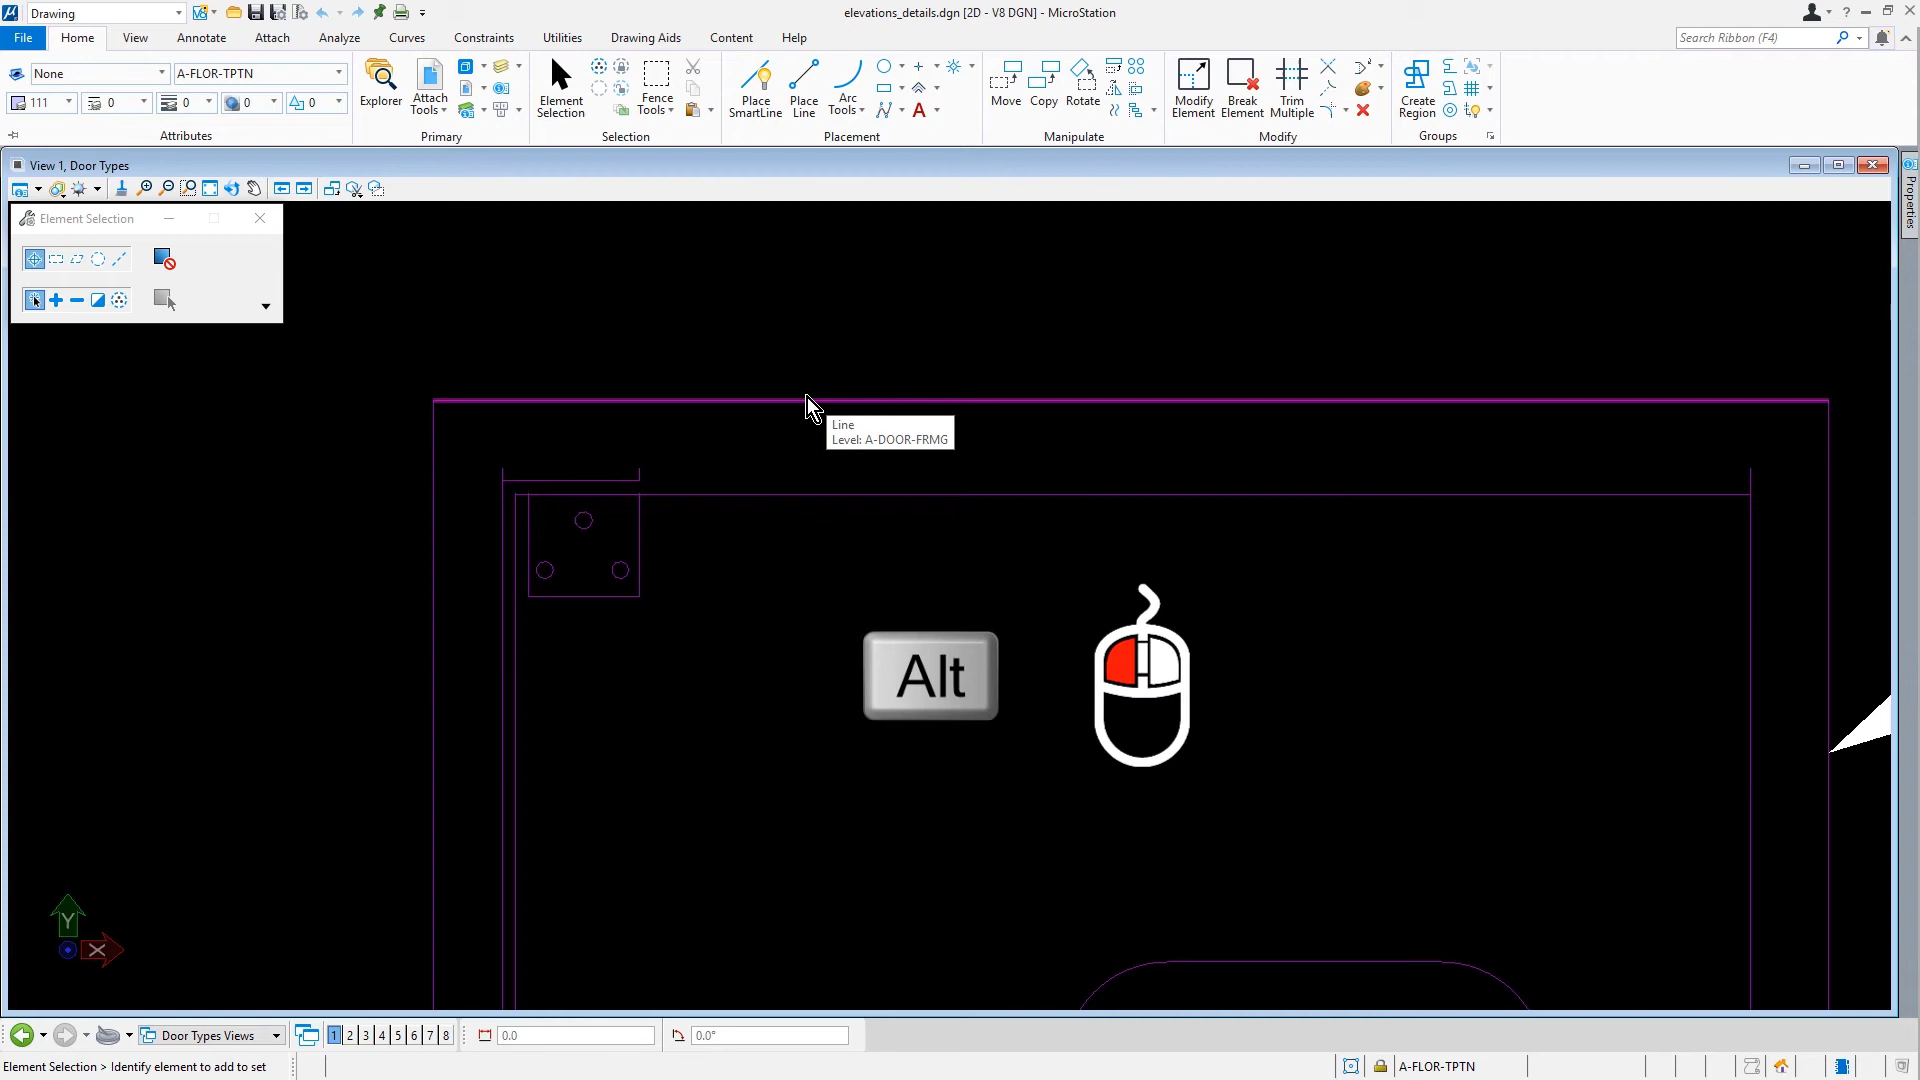 Drawing
elevations_details.dgn [2D - V8 DGN] - MicroStation
File
Home
View
Annotate
Attach
Analyze
Curves
Constraints
Utilities
Drawing Aids
Content
Help
Search Ribbon (F4)
None
A-FLOR-TPTN
111
0
0
0
0
Attributes
Explorer
Attach
Tools
Primary
Element
Selection
Fence
Tools
Selection
Place
SmartLine
Place
Line
Arc
Tools
A
Placement
Move
Copy
Rotate
Manipulate
Modify
Element
Break
Element
Trim
Multiple
Modify
Create
Region
Groups
View 1, Door Types
Properties
Element Selection
Line
Level: A-DOOR-FRMG
Alt
Y
X
Door Types Views
1 2 3 4 5 6 7 8
0.0
0.0°
Element Selection > Identify element to add to set
A-FLOR-TPTN